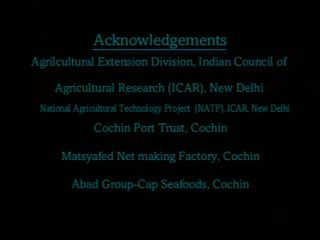 Acknowledgements
Agrilcultural Extension Division, Indian Council of
Agricultural Research (ICAR), New Delhi
National Agricultural Technology Project (NATP), ICAR, New Delhi
Cochin Port Trust, Cochin
Matsyafed Net making Factory, Cochin
Abad Group-Cap Seafoods, Cochin